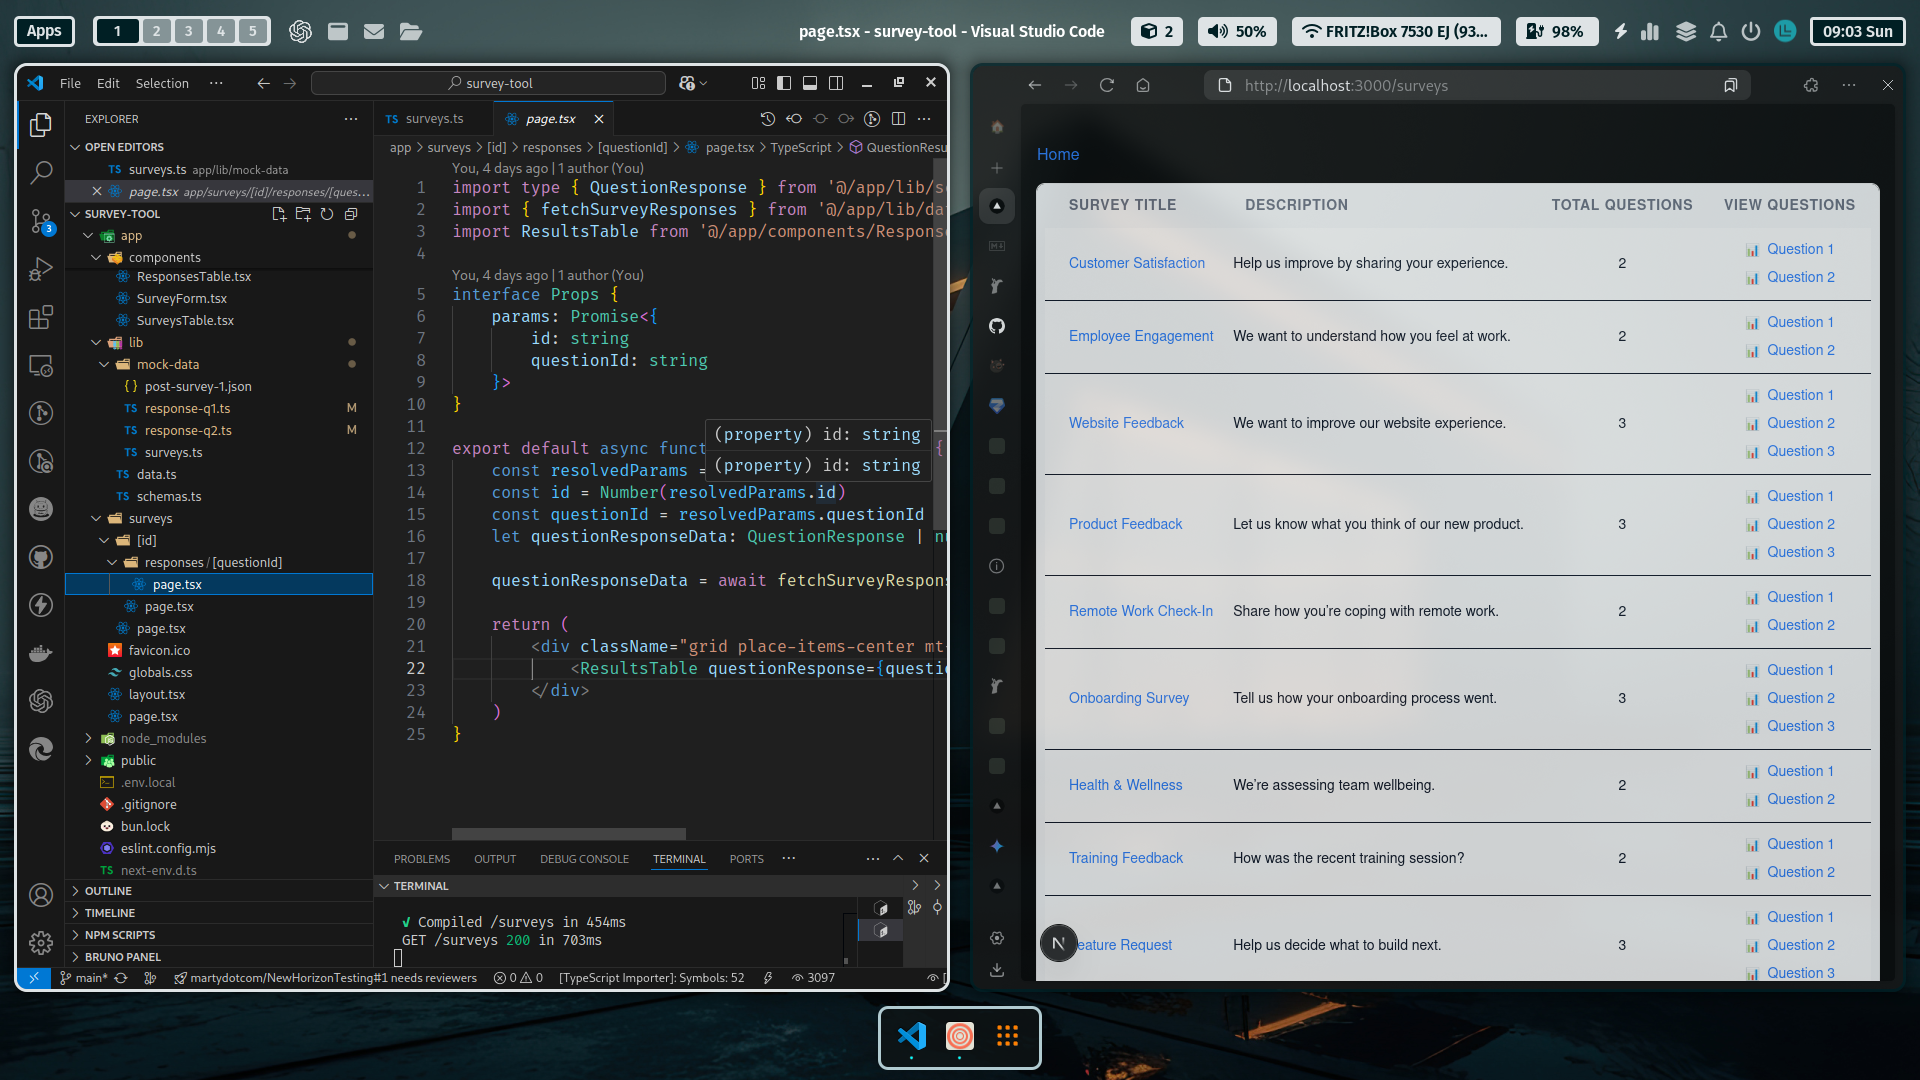 Apps
1 2 3 4 5
page.tsx - survey-tool - Visual Studio Code
2
50%
FRITZ!Box 7530 EJ (93...
98%
09:03 Sun
File Edit Selection ···
survey-tool
EXPLORER
OPEN EDITORS
TS surveys.ts app/lib/mock-data
page.tsx app/surveys/[id]/responses/[ques...
SURVEY-TOOL
app
components
ResponsesTable.tsx
SurveyForm.tsx
SurveysTable.tsx
lib
mock-data
{} post-survey-1.json
TS response-q1.ts M
TS response-q2.ts M
TS surveys.ts
TS data.ts
TS schemas.ts
surveys
[id]
responses / [questionId]
page.tsx
page.tsx
page.tsx
favicon.ico
globals.css
layout.tsx
page.tsx
node_modules
public
.env.local
.gitignore
bun.lock
eslint.config.mjs
TS next-env.d.ts
OUTLINE
TIMELINE
NPM SCRIPTS
BRUNO PANEL
3
TS surveys.ts
page.tsx
app > surveys > [id] > responses > [questionId] > page.tsx > TypeScript > QuestionResu
You, 4 days ago | 1 author (You)
1 import type { QuestionResponse } from '@/app/lib/s
2 import { fetchSurveyResponses } from '@/app/lib/da
3 import ResultsTable from '@/app/components/Respons
4
You, 4 days ago | 1 author (You)
5 interface Props {
6 params: Promise<{
7 id: string
8 questionId: string
9 }>
10 }
11
12 export default async funct {
(property) id: string
(property) id: string
13 const resolvedParams =
14 const id = Number(resolvedParams.id)
15 const questionId = resolvedParams.questionId
16 let questionResponseData: QuestionResponse | nu
17
18 questionResponseData = await fetchSurveyRespon
19
20 return (
21 <div className="grid place-items-center mt
22 <ResultsTable questionResponse={questi
23 </div>
24 )
25 }
PROBLEMS OUTPUT DEBUG CONSOLE TERMINAL PORTS ···
TERMINAL
✓ Compiled /surveys in 454ms
GET /surveys 200 in 703ms
main* martydotcom/NewHorizonTesting#1 needs reviewers 0 0 [TypeScript Importer]: Symbols: 52 3097 [
http://localhost:3000/surveys
Home
SURVEY TITLE DESCRIPTION TOTAL QUESTIONS VIEW QUESTIONS
Customer Satisfaction Help us improve by sharing your experience. 2
Question 1
Question 2
Employee Engagement We want to understand how you feel at work. 2
Question 1
Question 2
Website Feedback We want to improve our website experience. 3
Question 1
Question 2
Question 3
Product Feedback Let us know what you think of our new product. 3
Question 1
Question 2
Question 3
Remote Work Check-In Share how you're coping with remote work. 2
Question 1
Question 2
Onboarding Survey Tell us how your onboarding process went. 3
Question 1
Question 2
Question 3
Health & Wellness We're assessing team wellbeing. 2
Question 1
Question 2
Training Feedback How was the recent training session? 2
Question 1
Question 2
N
eature Request Help us decide what to build next. 3
Question 1
Question 2
Question 3